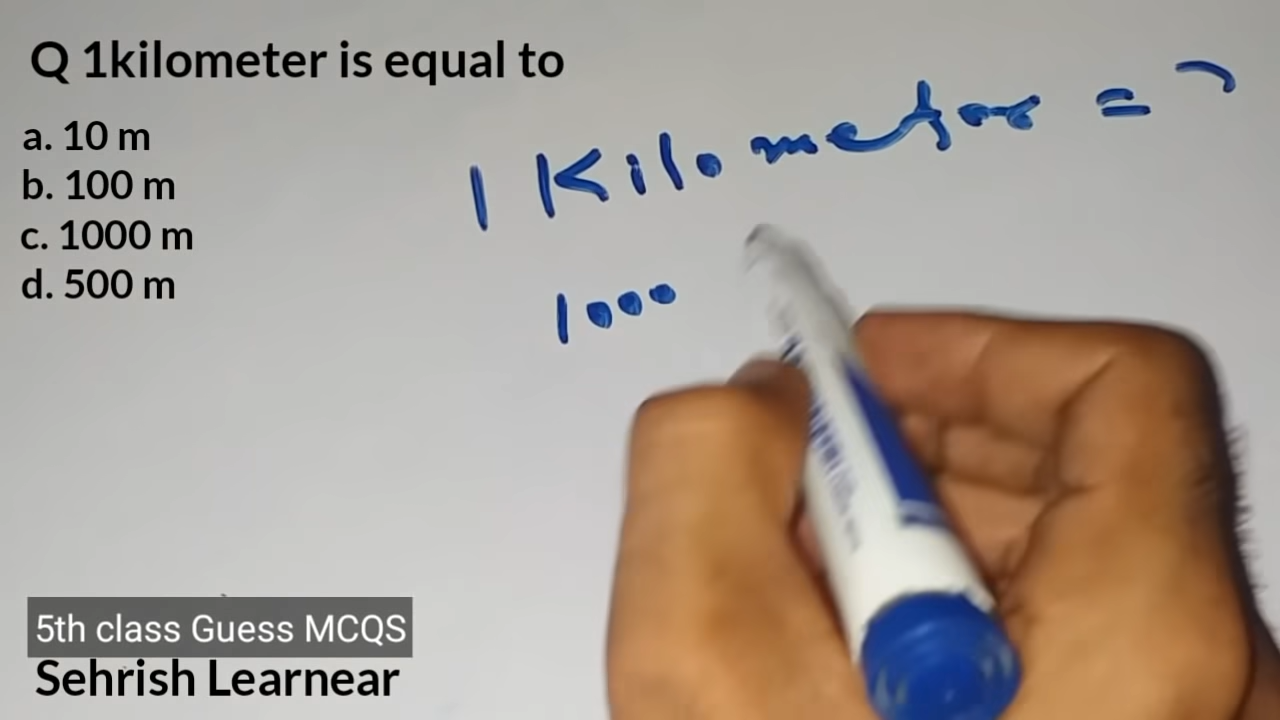 Q 1kilometer is equal to
a. 10 m
b. 100 m
c. 1000 m
d. 500 m
1 Kilometer = ?
1000
5th class Guess MCQS
Sehrish Learnear